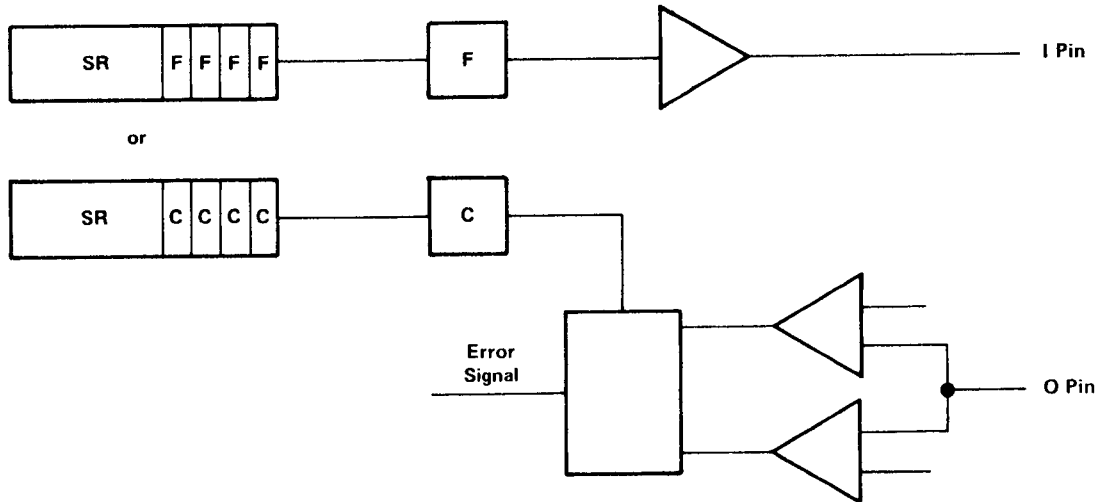 SR F F F F
F
I Pin
or
SR C C C C
C
Error
Signal
O Pin